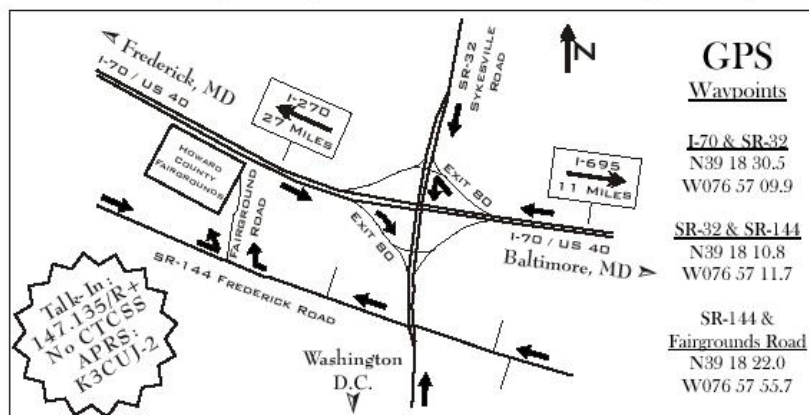 Frederick, MD
I-70 / US 40
I-270
27 MILES
HOWARD
COUNTY
FAIRGROUNDS
FAIRGROUND
ROAD
SR-32
SYKESVILLE
ROAD
N
EXIT 80
EXIT 80
I-695
11 MILES
I-70 / US 40
Baltimore, MD
SR-144 FREDERICK ROAD
Washington
D.C.
Talk-In:
147.135/R+
No CTCSS
APRS:
K3CUJ-2
GPS
Waypoints
I-70 & SR-32
N39 18 30.5
W076 57 09.9
SR-32 & SR-144
N39 18 10.8
W076 57 11.7
SR-144 &
Fairgrounds Road
N39 18 22.0
W076 57 55.7